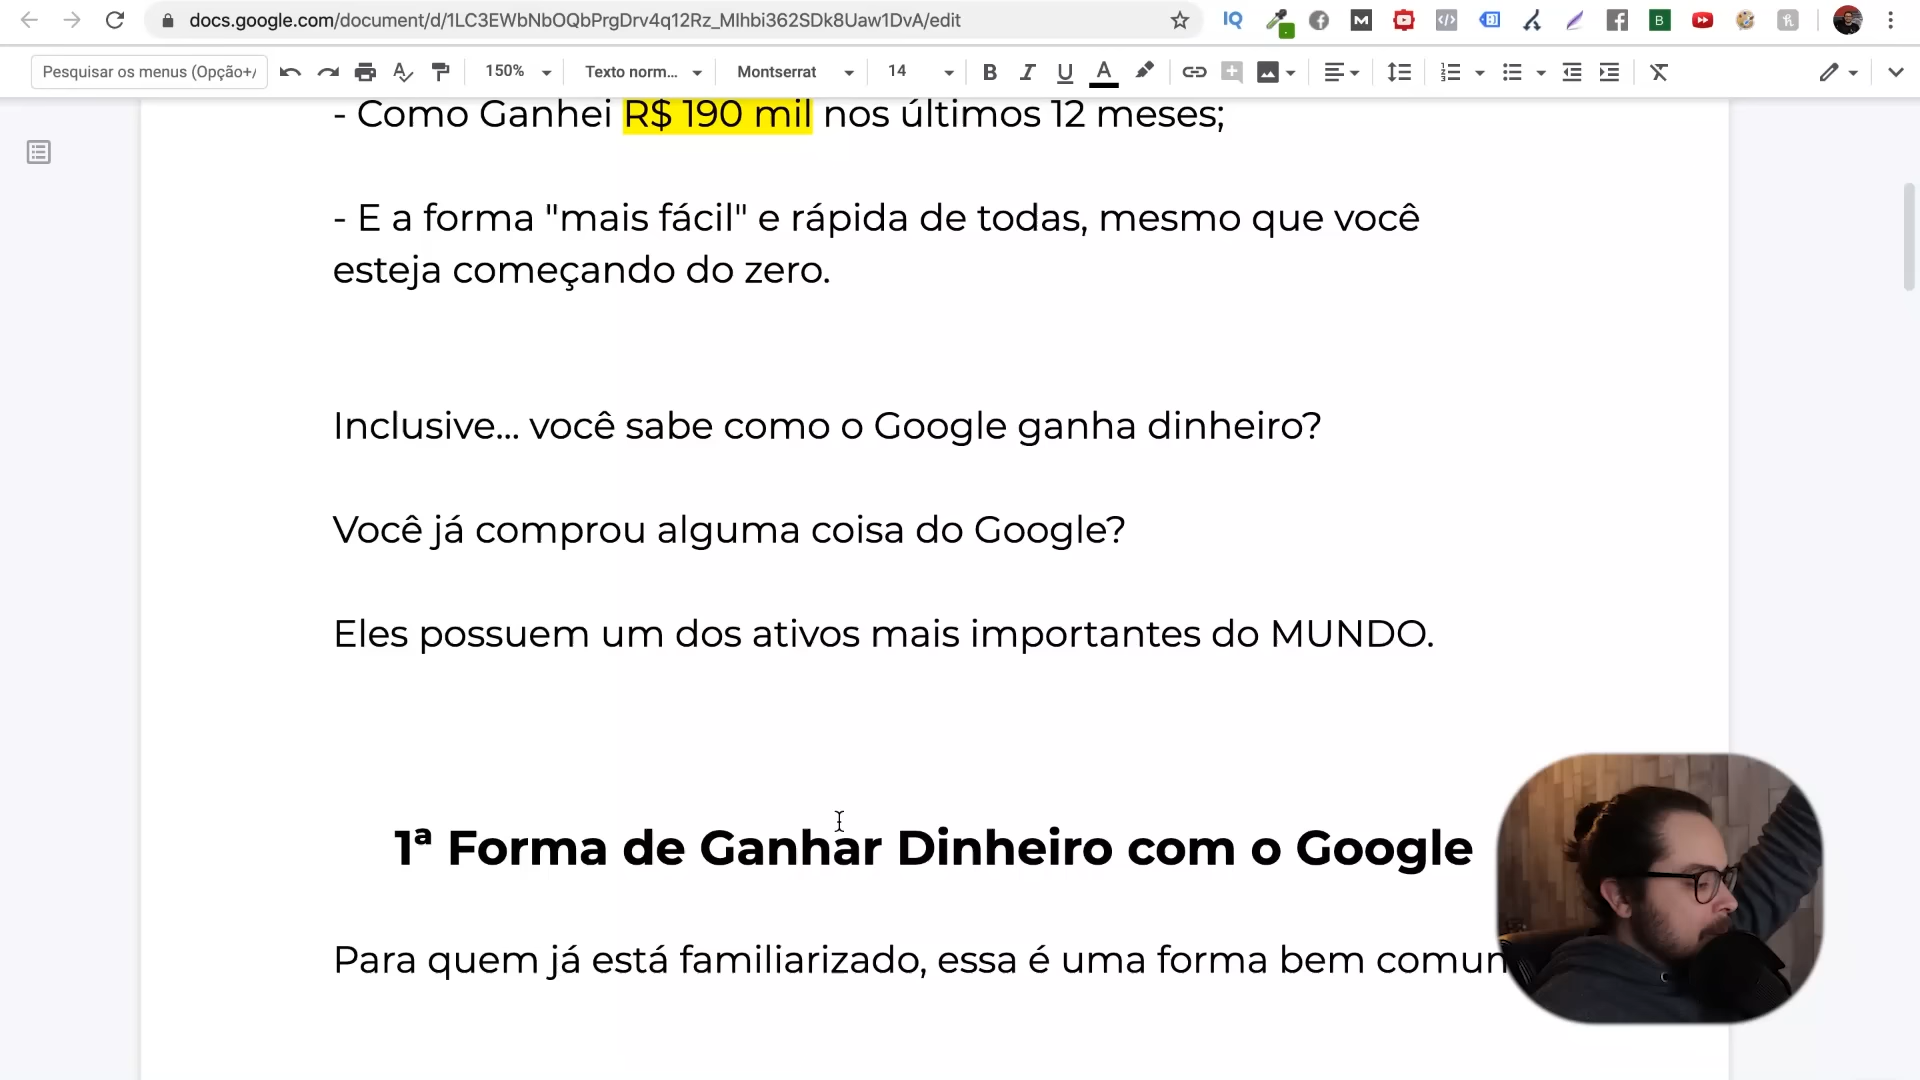 docs.google.com/document/d/1LC3EWbNbOQbPrgDrv4q12Rz_MIhbi362SDk8Uaw1DvA/edit
Pesquisar os menus (Opção+/
150%
Texto norm...
Montserrat
14
- Como Ganhei R$ 190 mil nos últimos 12 meses;
- E a forma "mais fácil" e rápida de todas, mesmo que você
esteja começando do zero.
Inclusive... você sabe como o Google ganha dinheiro?
Você já comprou alguma coisa do Google?
Eles possuem um dos ativos mais importantes do MUNDO.
1ª Forma de Ganhar Dinheiro com o Google
Para quem já está familiarizado, essa é uma forma bem comun